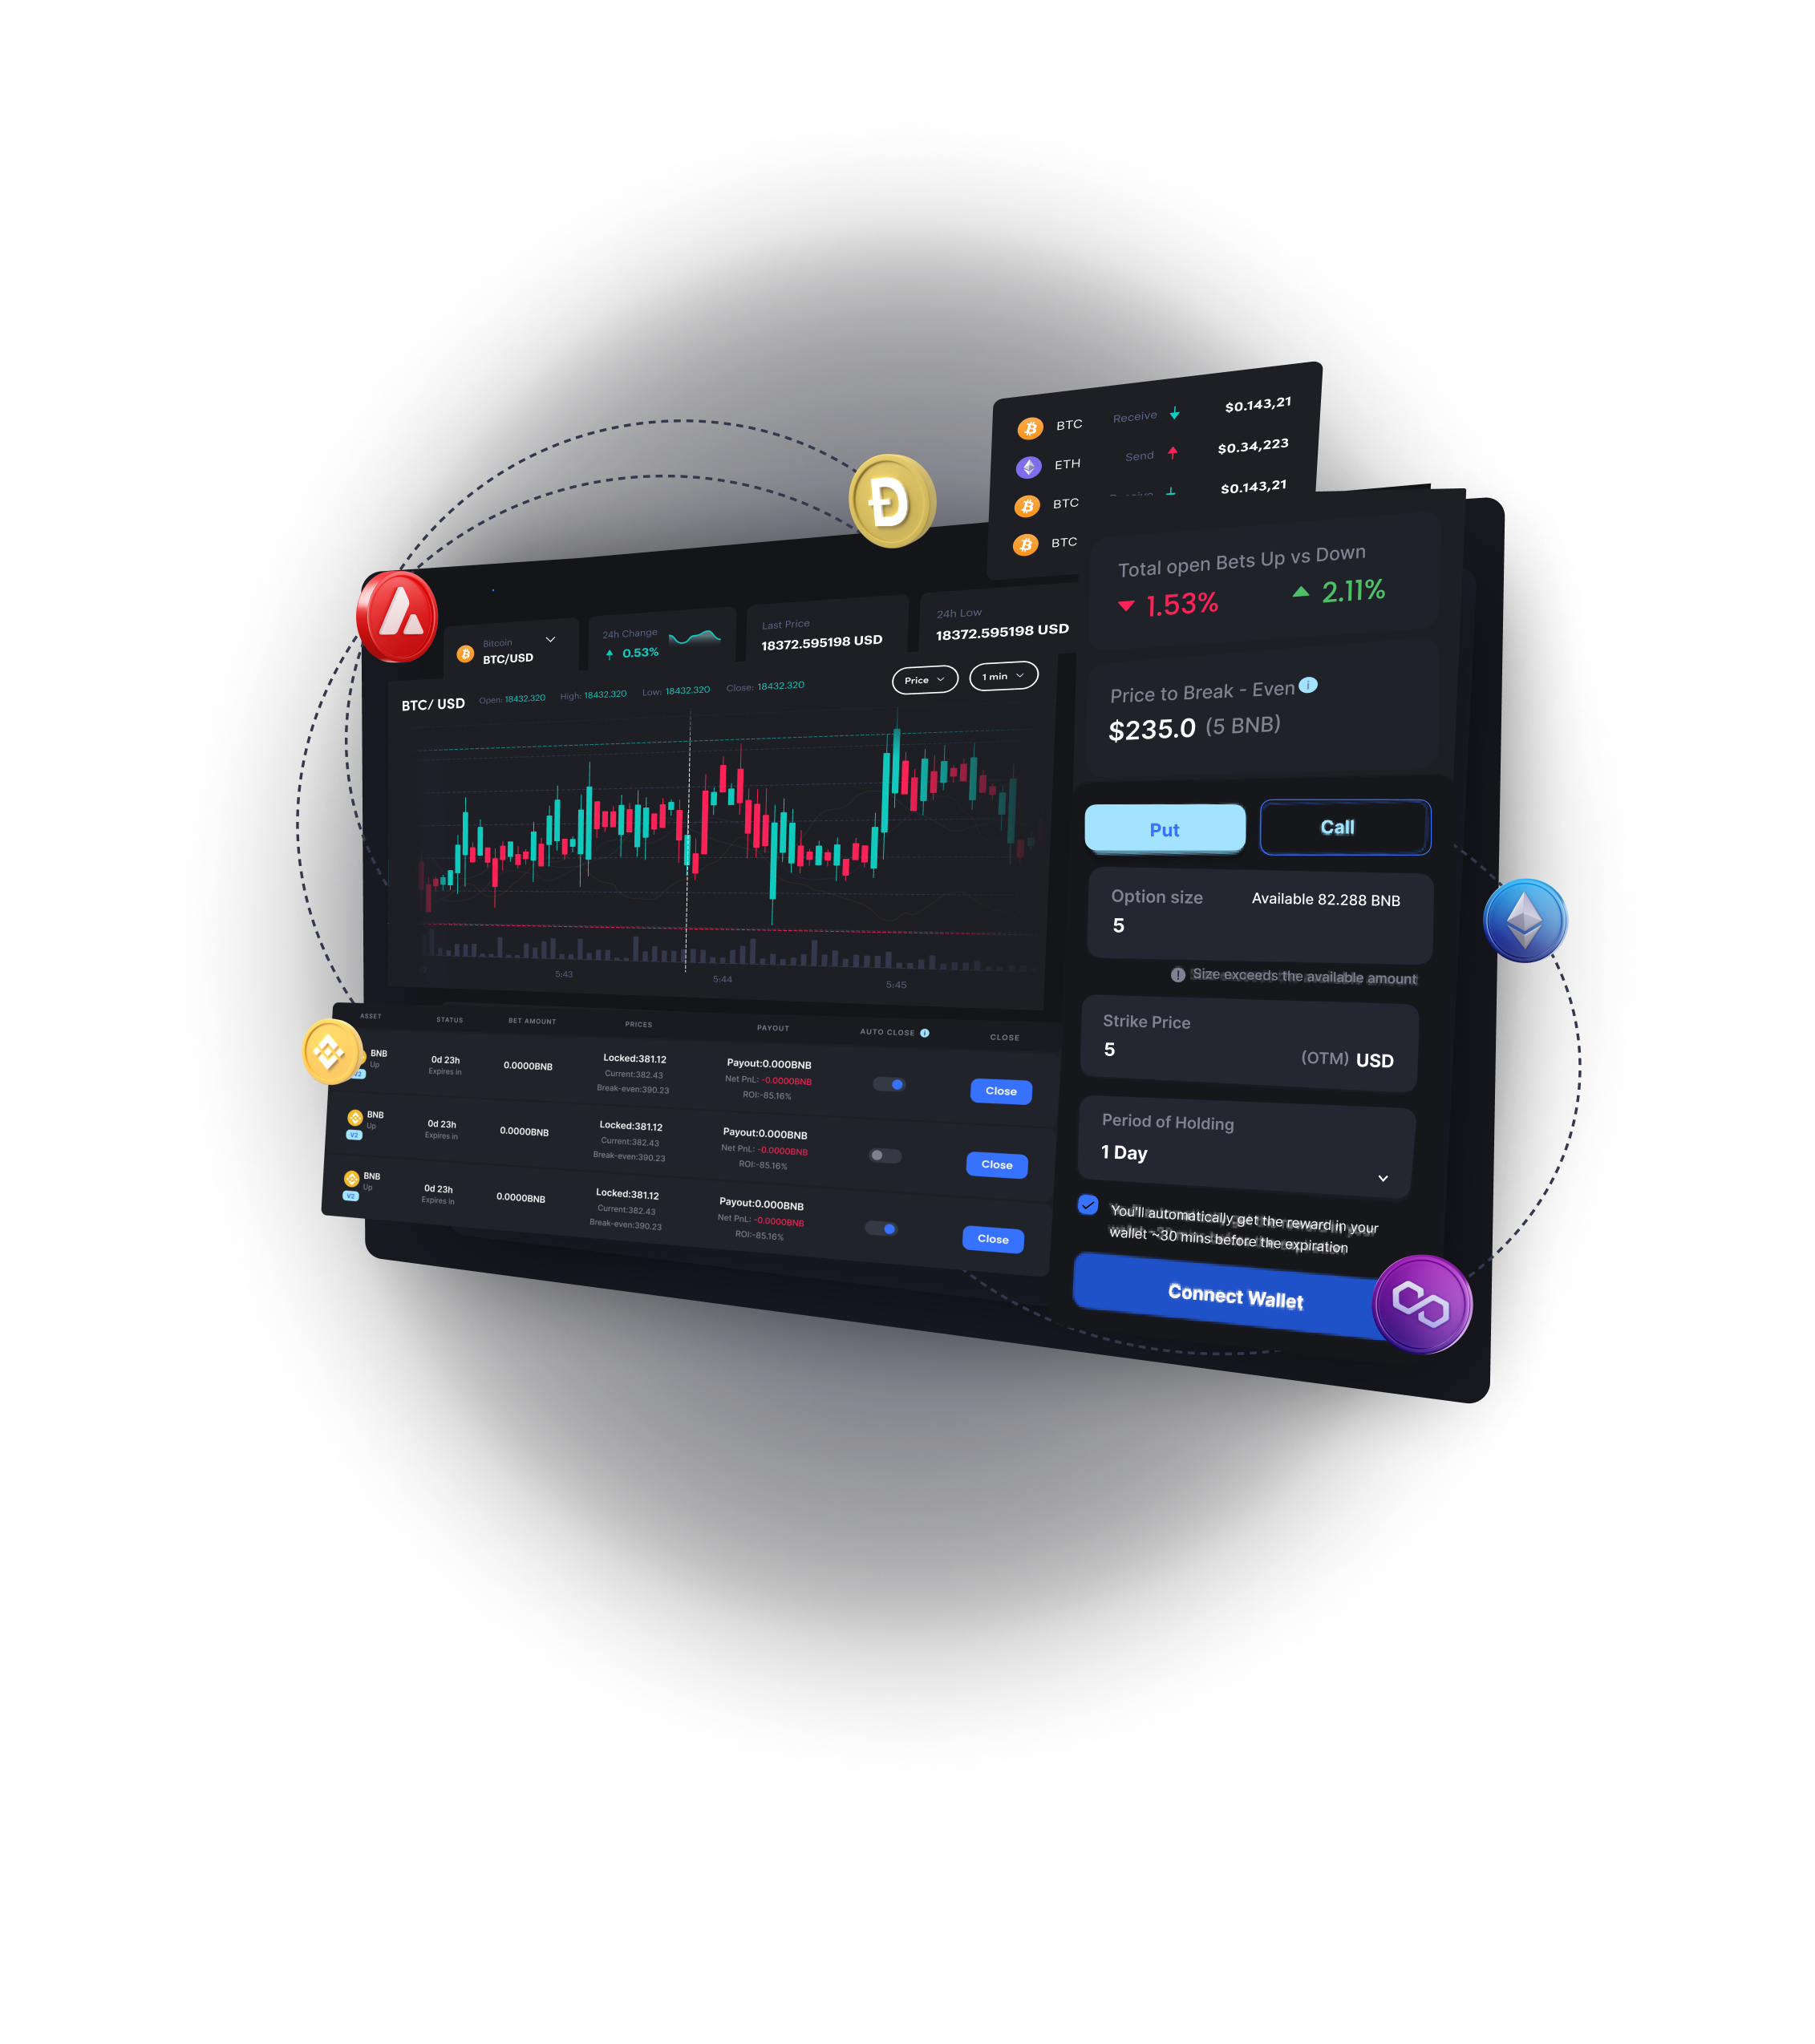 BTC Receive $0.143,21
ETH Send $0.34,223
BTC $0.143,21
BTC
Bitcoin
BTC/USD
24h Change
0.53%
Last Price
18372.595198 USD
24h Low
18372.595198 USD
BTC/ USD Open: 18432.320 High: 18432.320 Low: 18432.320 Close: 18432.320
Price
1 min
5:43 5:44 5:45
Total open Bets Up vs Down
1.53% 2.11%
Price to Break - Even i
$235.0 (5 BNB)
Put Call
Option size Available 82.288 BNB
5
Size exceeds the available amount
Strike Price
5 (OTM) USD
Period of Holding
1 Day
You'll automatically get the reward in your
wallet ~30 mins before the expiration
Connect Wallet
ASSET STATUS BET AMOUNT PRICES PAYOUT AUTO CLOSE i CLOSE
BNB
Up
V2
0d 23h
Expires in
0.0000BNB
Locked:381.12
Current:382.43
Break-even:390.23
Payout:0.000BNB
Net PnL: -0.0000BNB
ROI:-85.16%
Close
BNB
Up
V2
0d 23h
Expires in
0.0000BNB
Locked:381.12
Current:382.43
Break-even:390.23
Payout:0.000BNB
Net PnL: -0.0000BNB
ROI:-85.16%
Close
BNB
Up
V2
0d 23h
Expires in
0.0000BNB
Locked:381.12
Current:382.43
Break-even:390.23
Payout:0.000BNB
Net PnL: -0.0000BNB
ROI:-85.16%
Close